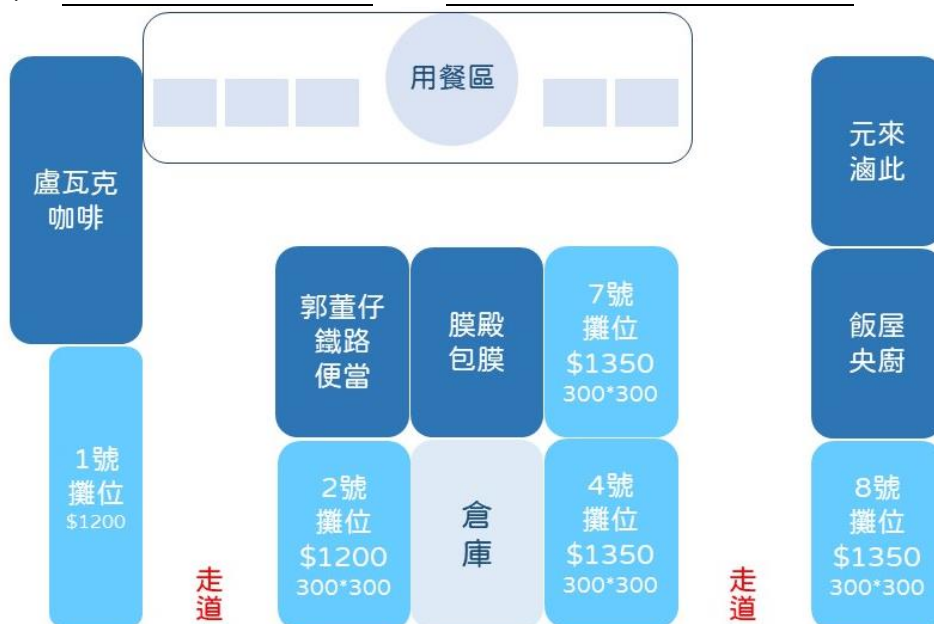 用餐區
盧瓦克
咖啡
元來
滷此
郭董仔
鐵路
便當
膜殿
包膜
7號
攤位
$1350
300*300
飯屋
央廚
1號
攤位
$1200
2號
攤位
$1200
300*300
倉
庫
4號
攤位
$1350
300*300
8號
攤位
$1350
300*300
走
道
走
道